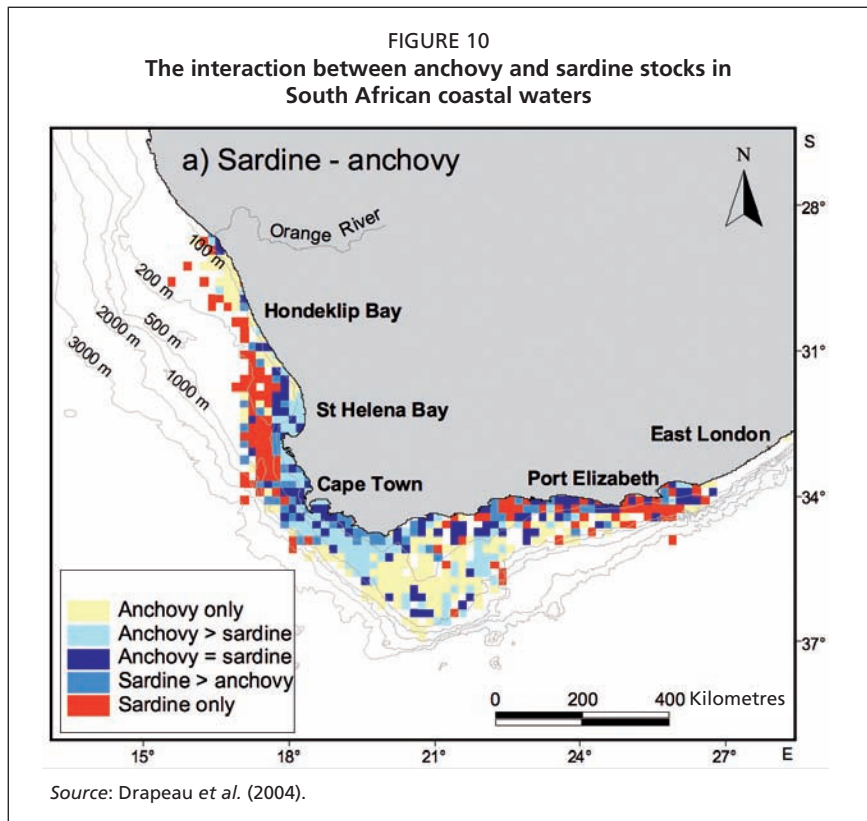 FIGURE 10
The interaction between anchovy and sardine stocks in
South African coastal waters
a) Sardine - anchovy
N
S
28°
Orange River
100 m
200 m
Hondeklip Bay
500 m
2000 m
31°
3000 m
1000 m
St Helena Bay
East London
Cape Town
Port Elizabeth
34°
Anchovy only
Anchovy > sardine
Anchovy = sardine
Sardine > anchovy
Sardine only
37°
0 200 400 Kilometres
15° 18° 21° 24° 27° E
Source: Drapeau et al. (2004).